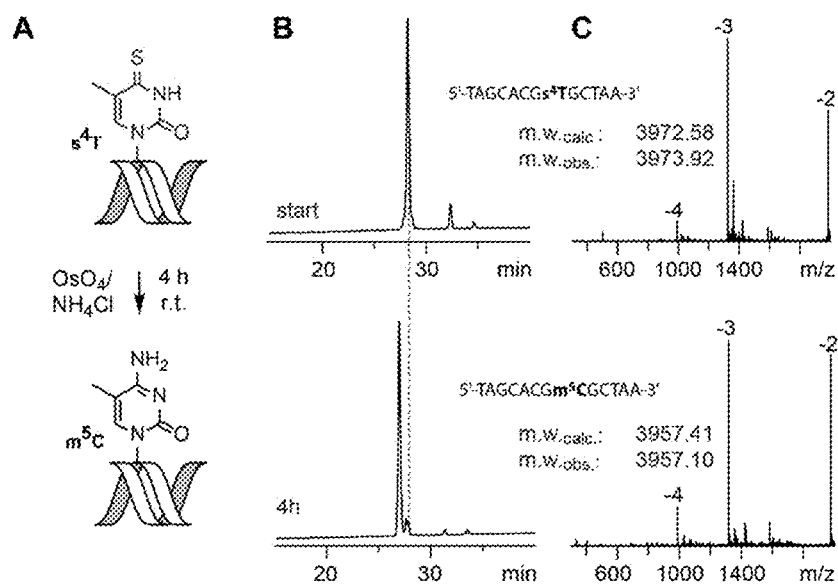 A
B
C
S
NH
N
O
s⁴T
OsO₄/
NH₄Cl
4 h
r.t.
NH₂
N
N
O
m⁵C
start
20
30
min
5'-TAGCACGs⁴TGCTAA-3'
m.w.calc.: 3972.58
m.w.obs.: 3973.92
-4
-3
-2
600
1000
1400
m/z
4h
20
30
min
5'-TAGCACGm⁵CGCTAA-3'
m.w.calc.: 3957.41
m.w.obs.: 3957.10
-4
-3
-2
600
1000
1400
m/z